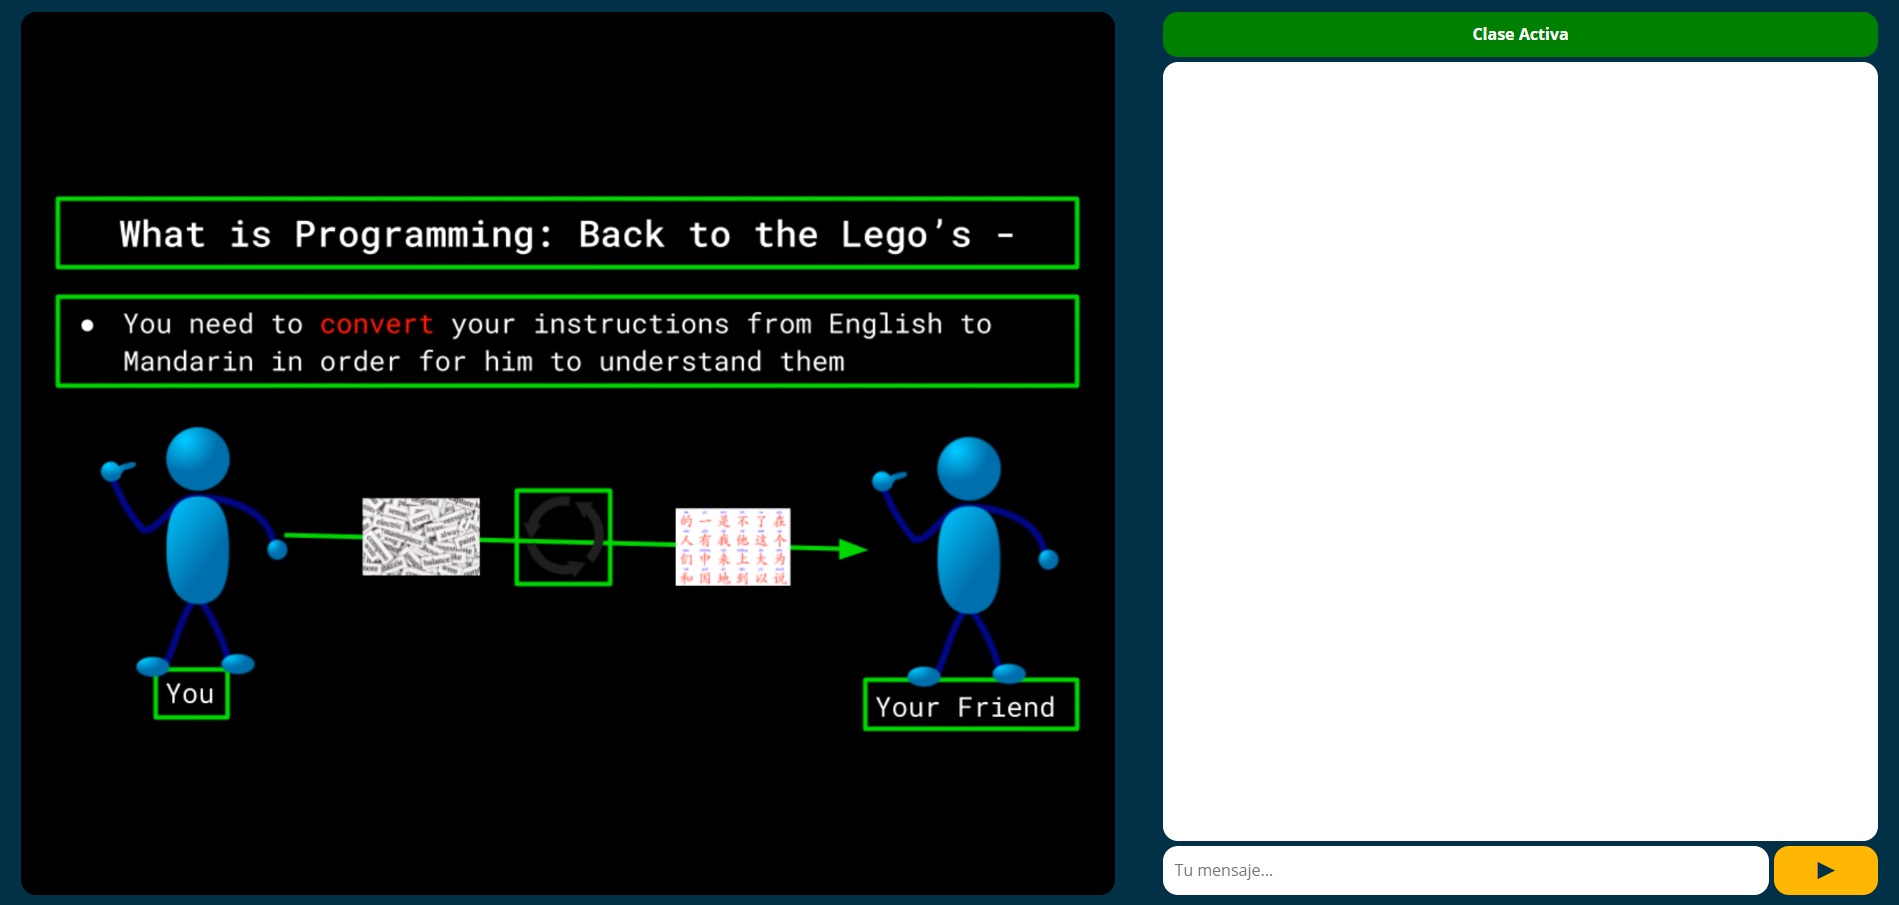 What is Programming: Back to the Lego’s -
● You need to convert your instructions from English to
Mandarin in order for him to understand them
的一是不了在
人有我他这个
们中来上大为
和国地到以说
You
Your Friend
Clase Activa
Tu mensaje...